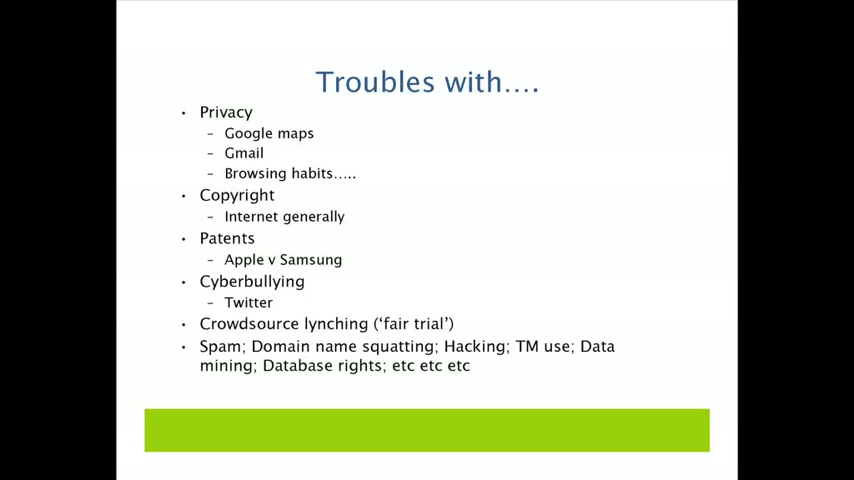 Troubles with....
• Privacy
– Google maps
– Gmail
– Browsing habits.....
• Copyright
– Internet generally
• Patents
– Apple v Samsung
• Cyberbullying
– Twitter
• Crowdsource lynching (‘fair trial’)
• Spam; Domain name squatting; Hacking; TM use; Data
mining; Database rights; etc etc etc